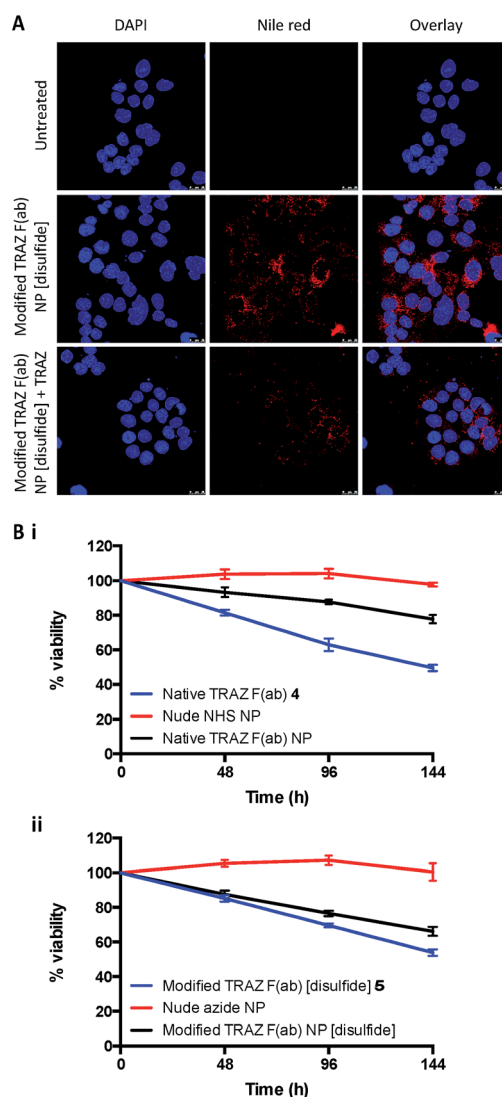 A
DAPI
Nile red
Overlay
Untreated
Modified TRAZ F(ab)
NP [disulfide]
Modified TRAZ F(ab)
NP [disulfide] + TRAZ
B i
120
100
80
60
40
20
0
% viability
Native TRAZ F(ab) 4
Nude NHS NP
Native TRAZ F(ab) NP
0
48
96
144
Time (h)
ii
120
100
80
60
40
20
0
% viability
Modified TRAZ F(ab) [disulfide] 5
Nude azide NP
Modified TRAZ F(ab) NP [disulfide]
0
48
96
144
Time (h)